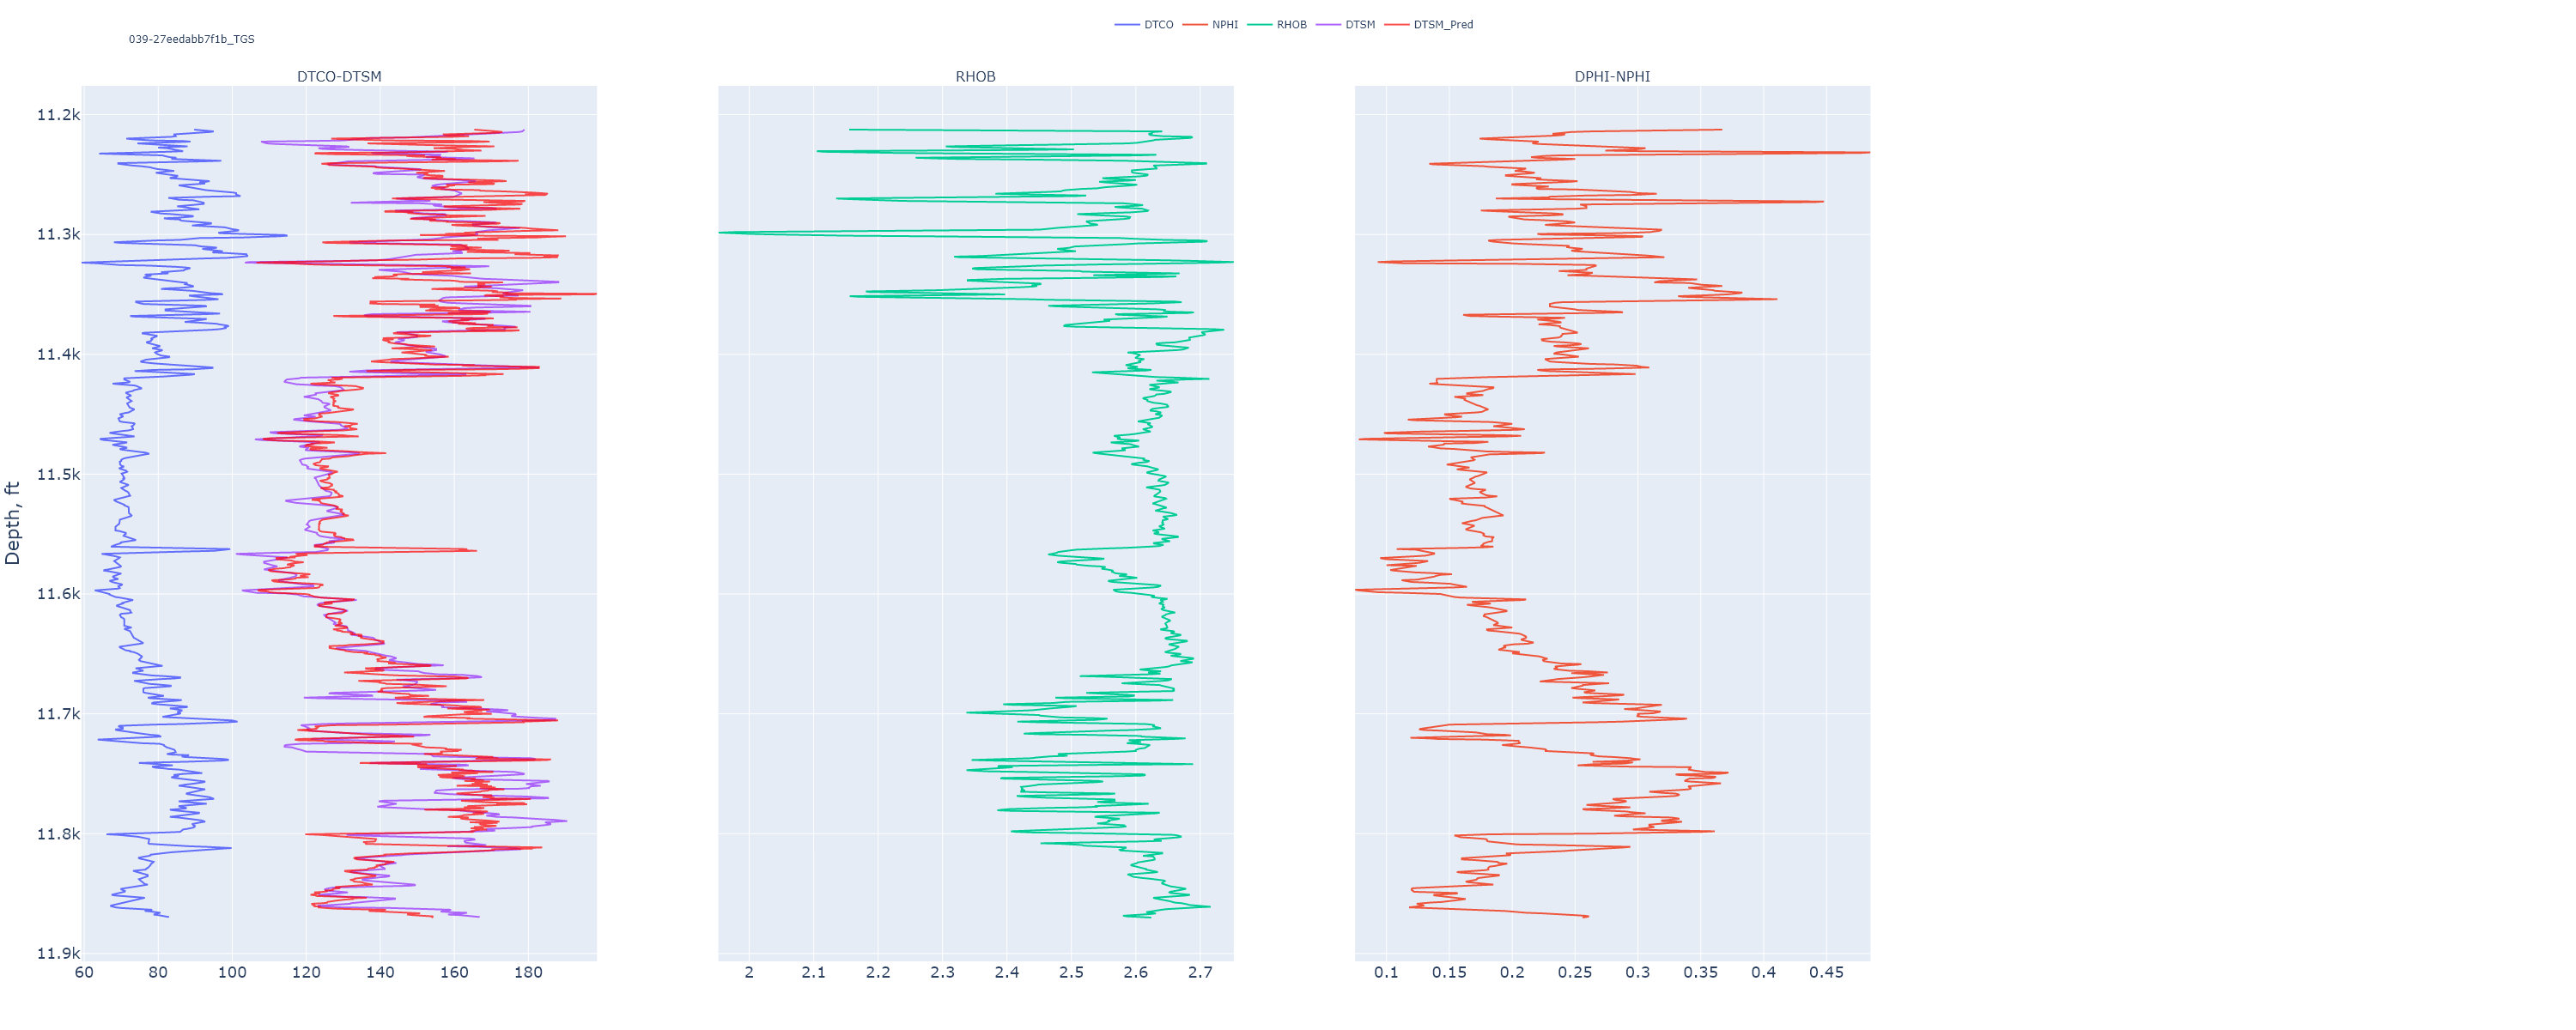 DTCO NPHI RHOB DTSM DTSM_Pred
039-27eedabb7f1b_TGS
DTCO-DTSM RHOB DPHI-NPHI
Depth, ft
11.2k
11.3k
11.4k
11.5k
11.6k
11.7k
11.8k
11.9k
60 80 100 120 140 160 180
2 2.1 2.2 2.3 2.4 2.5 2.6 2.7
0.1 0.15 0.2 0.25 0.3 0.35 0.4 0.45